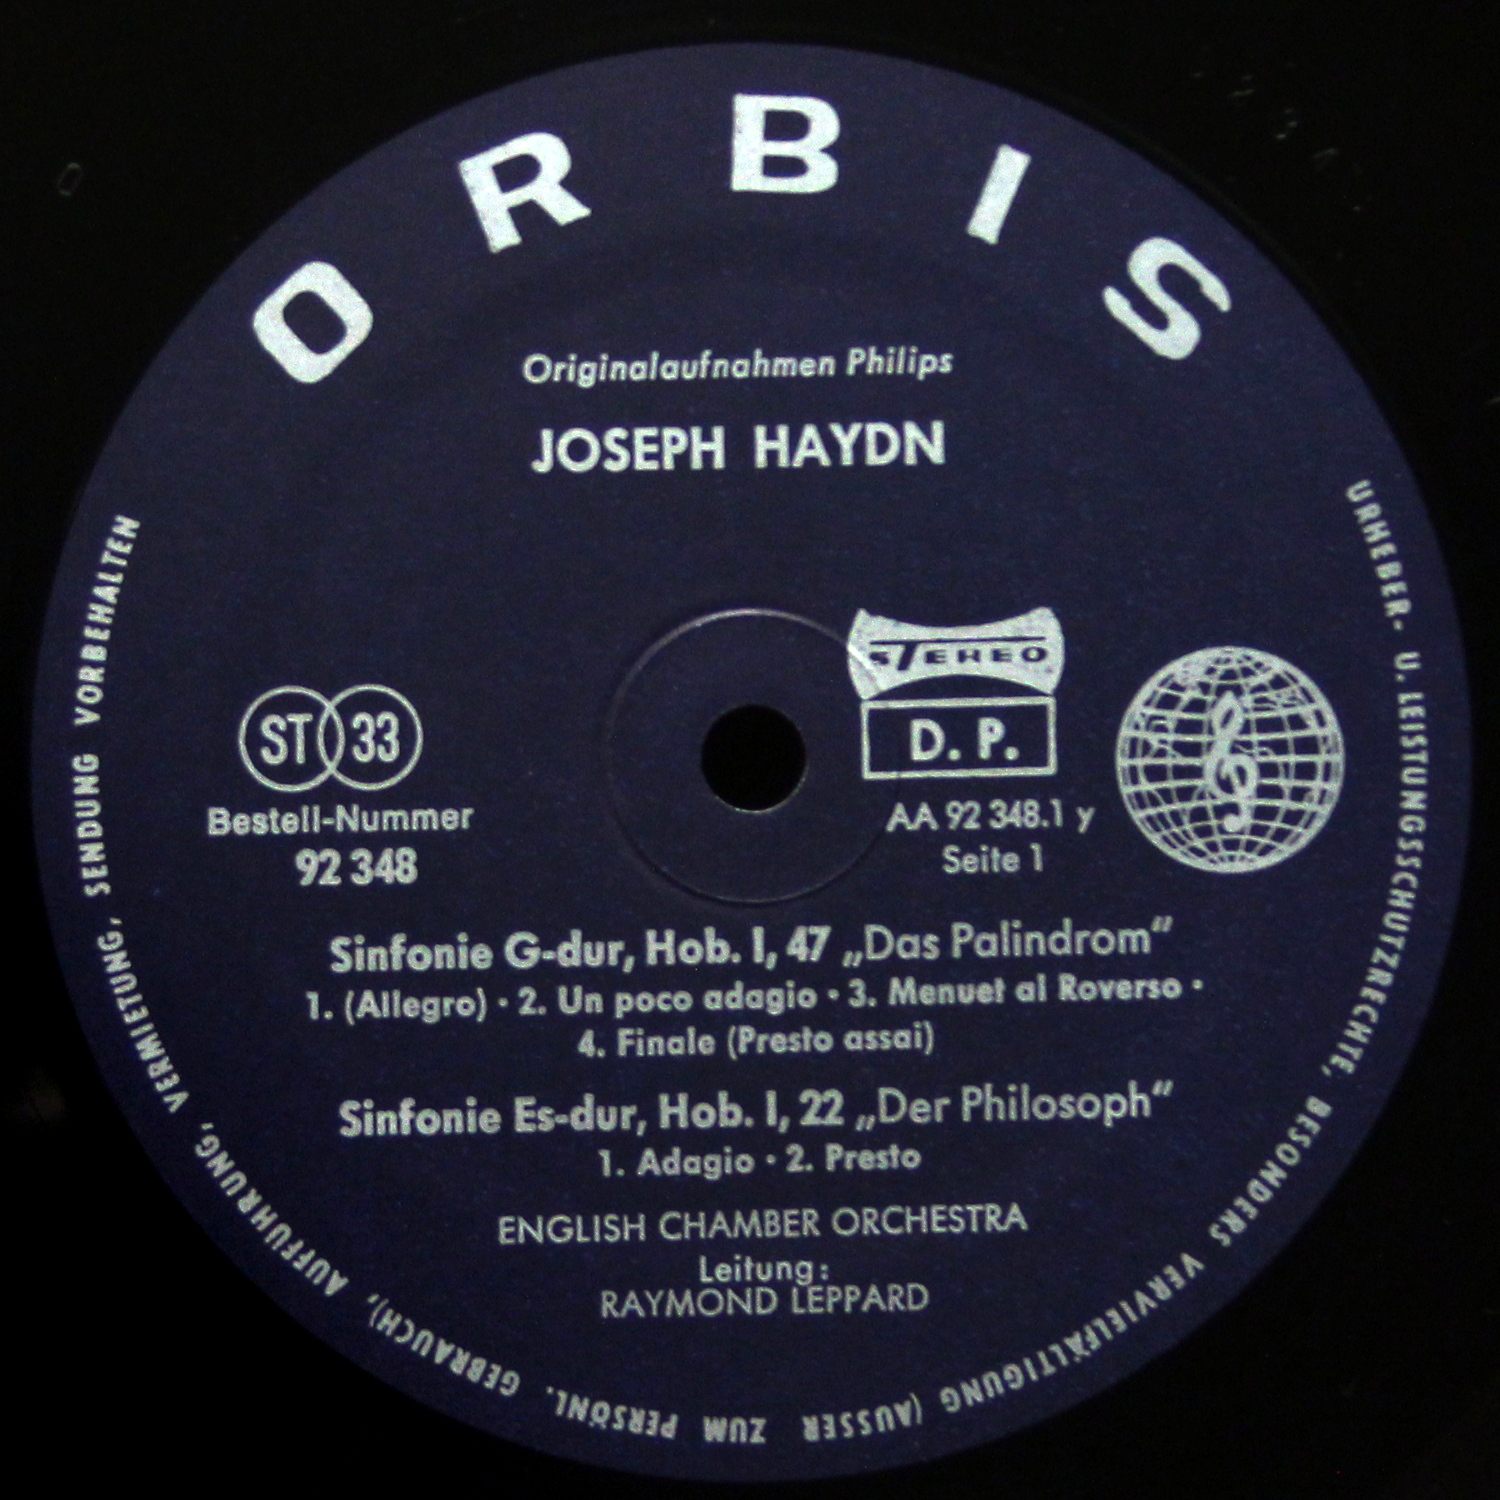 ORBIS
Originalaufnahmen Philips
JOSEPH HAYDN
STEREO
D. P.
ST 33
Bestell-Nummer
92 348
AA 92 348.1 y
Seite 1
Sinfonie G-dur, Hob. I, 47 „Das Palindrom“
1. (Allegro) • 2. Un poco adagio • 3. Menuet al Roverso •
4. Finale (Presto assai)
Sinfonie Es-dur, Hob. I, 22 „Der Philosoph“
1. Adagio • 2. Presto
ENGLISH CHAMBER ORCHESTRA
Leitung:
RAYMOND LEPPARD
URHEBER- U. LEISTUNGSSCHUTZRECHTE, BESONDERS VERVIELFÄLTIGUNG (AUSSER ZUM PERSÖNL. GEBRAUCH), AUFFÜHRUNG, VERMIETUNG, SENDUNG VORBEHALTEN